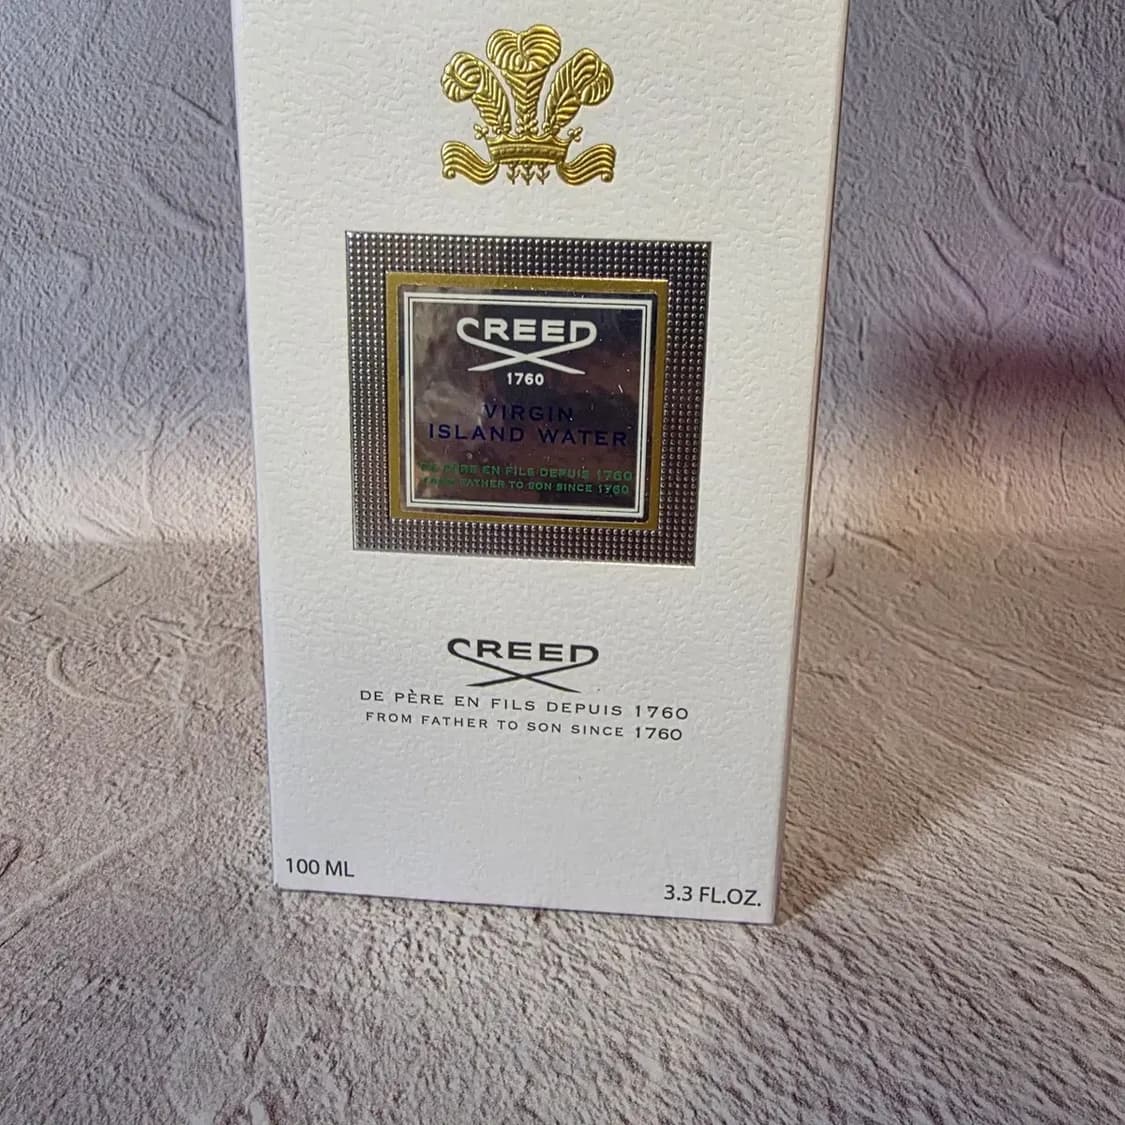 CREED
1760
VIRGIN
ISLAND WATER
DE PÈRE EN FILS DEPUIS 1760
FROM FATHER TO SON SINCE 1760
CREED
DE PÈRE EN FILS DEPUIS 1760
FROM FATHER TO SON SINCE 1760
100 ML
3.3 FL.OZ.